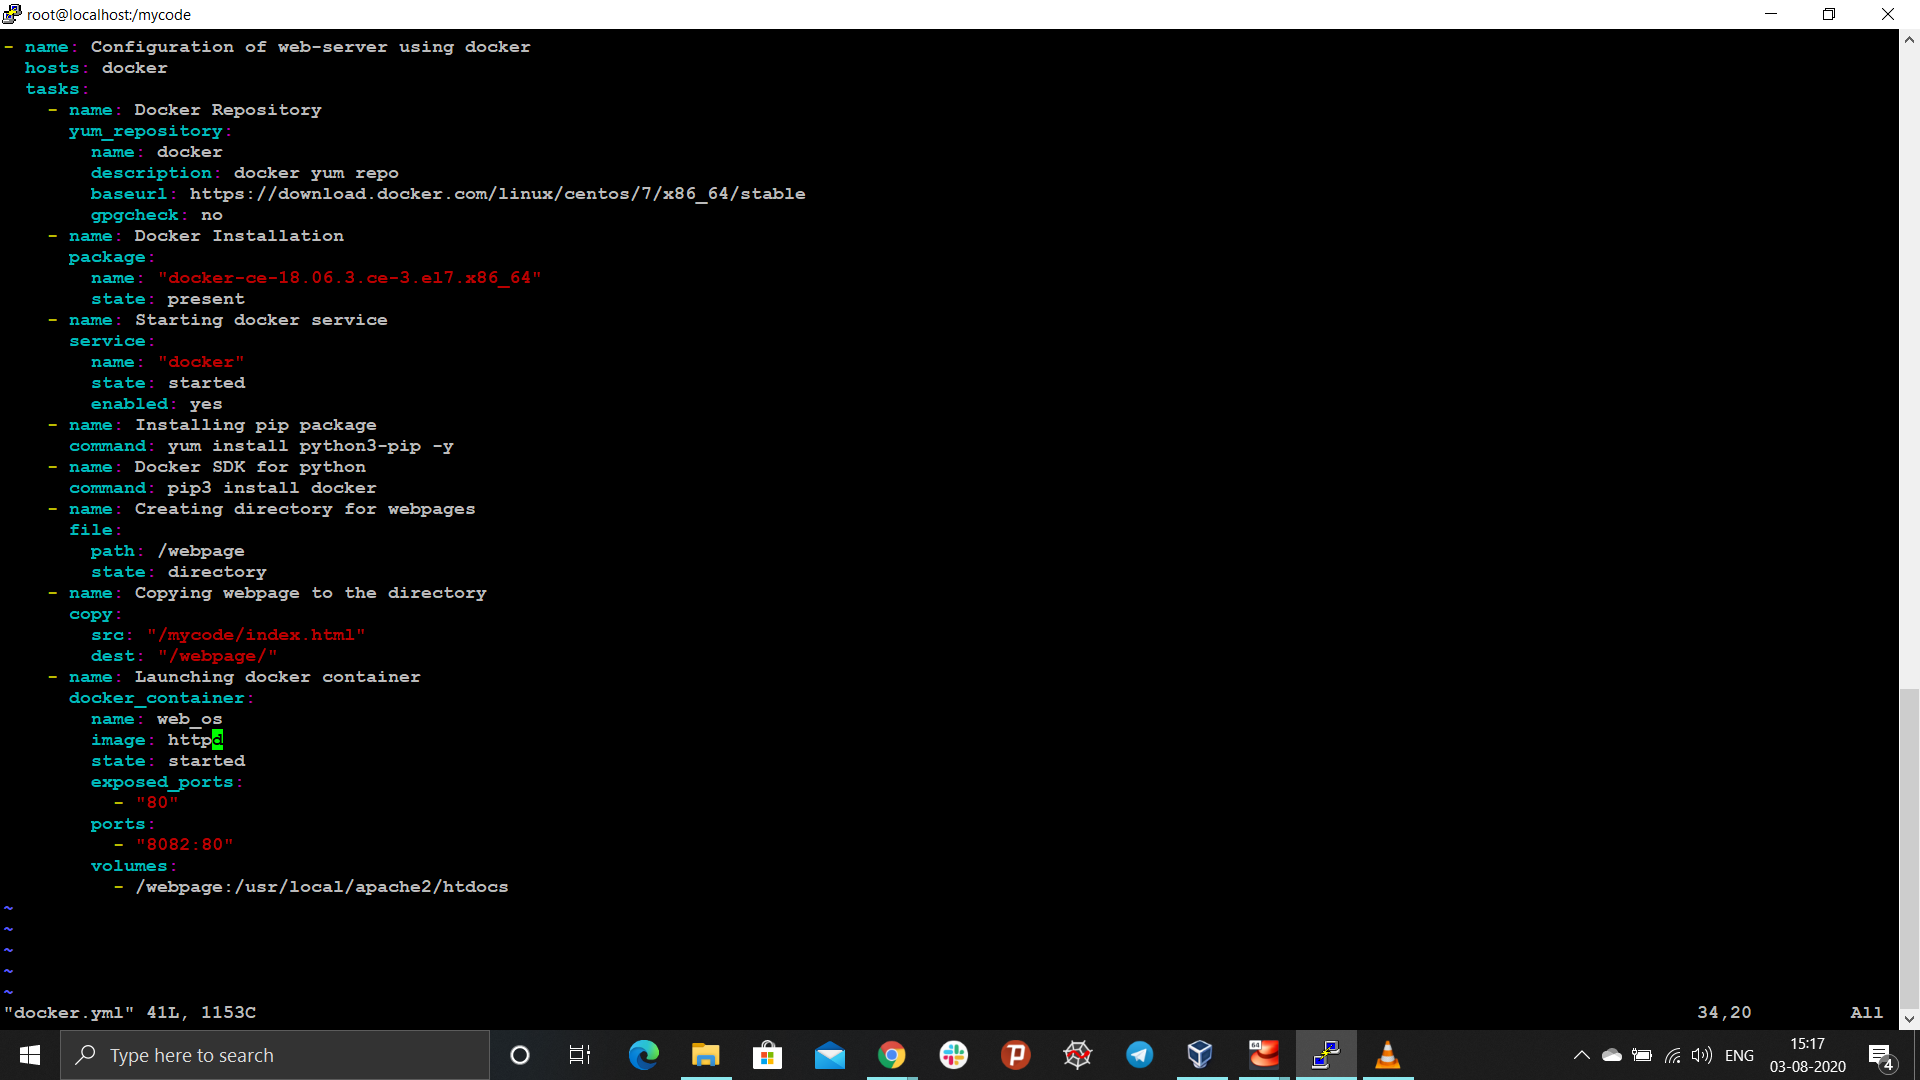 root@localhost:/mycode
- name: Configuration of web-server using docker
  hosts: docker
  tasks:
    - name: Docker Repository
      yum_repository:
        name: docker
        description: docker yum repo
        baseurl: https://download.docker.com/linux/centos/7/x86_64/stable
        gpgcheck: no
    - name: Docker Installation
      package:
        name: "docker-ce-18.06.3.ce-3.el7.x86_64"
        state: present
    - name: Starting docker service
      service:
        name: "docker"
        state: started
        enabled: yes
    - name: Installing pip package
      command: yum install python3-pip -y
    - name: Docker SDK for python
      command: pip3 install docker
    - name: Creating directory for webpages
      file:
        path: /webpage
        state: directory
    - name: Copying webpage to the directory
      copy:
        src: "/mycode/index.html"
        dest: "/webpage/"
    - name: Launching docker container
      docker_container:
        name: web_os
        image: httpd
        state: started
        exposed_ports:
          - "80"
        ports:
          - "8082:80"
        volumes:
          - /webpage:/usr/local/apache2/htdocs
~
~
~
~
~
"docker.yml" 41L, 1153C 34,20 All
Type here to search
64
ENG
15:17
03-08-2020
4